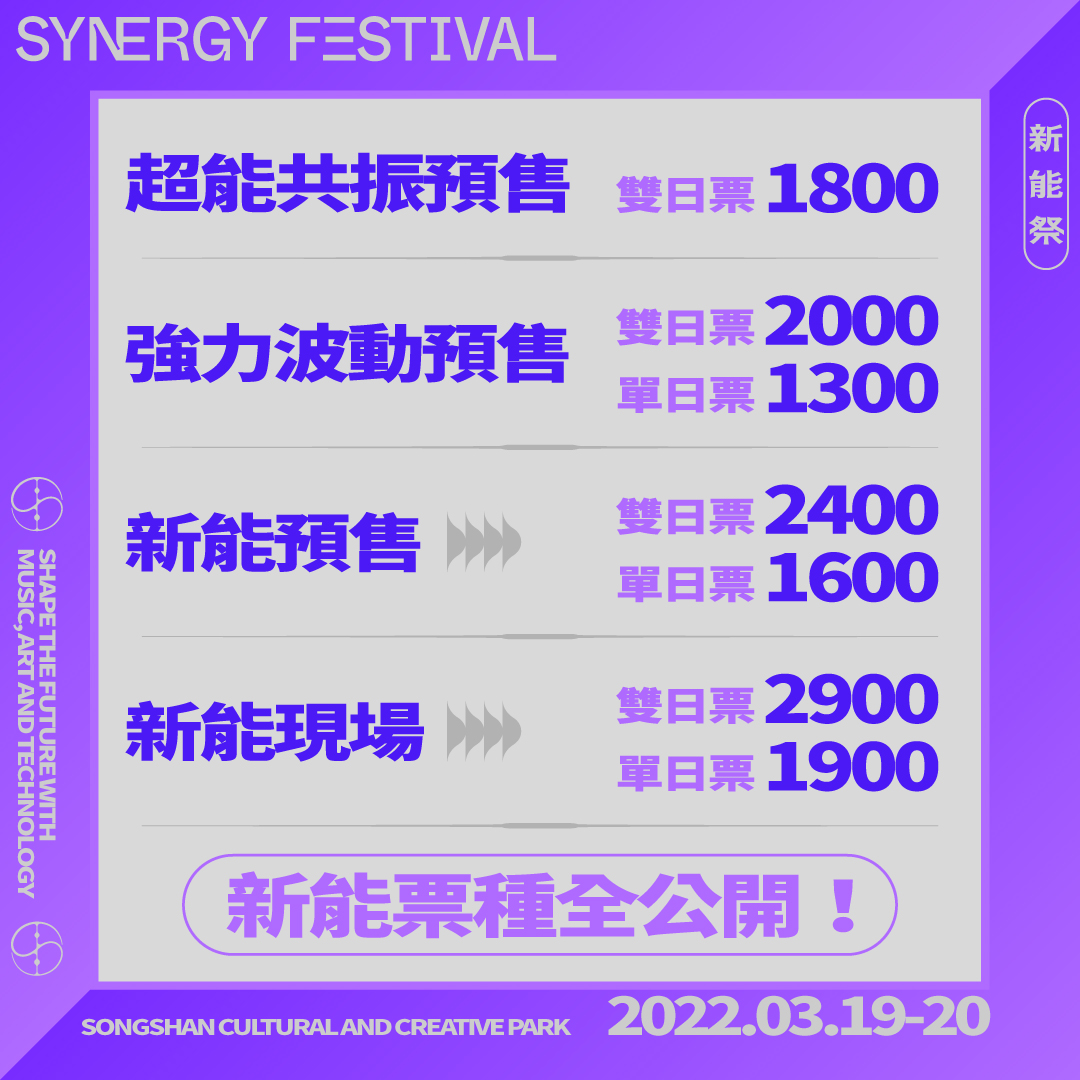 SYNERGY FESTIVAL
新能祭
超能共振預售 雙日票 1800
強力波動預售 雙日票 2000
單日票 1300
新能預售 雙日票 2400
單日票 1600
新能現場 雙日票 2900
單日票 1900
新能票種全公開！
SHAPE THE FUTURE WITH
MUSIC, ART AND TECHNOLOGY
SONGSHAN CULTURAL AND CREATIVE PARK
2022.03.19-20